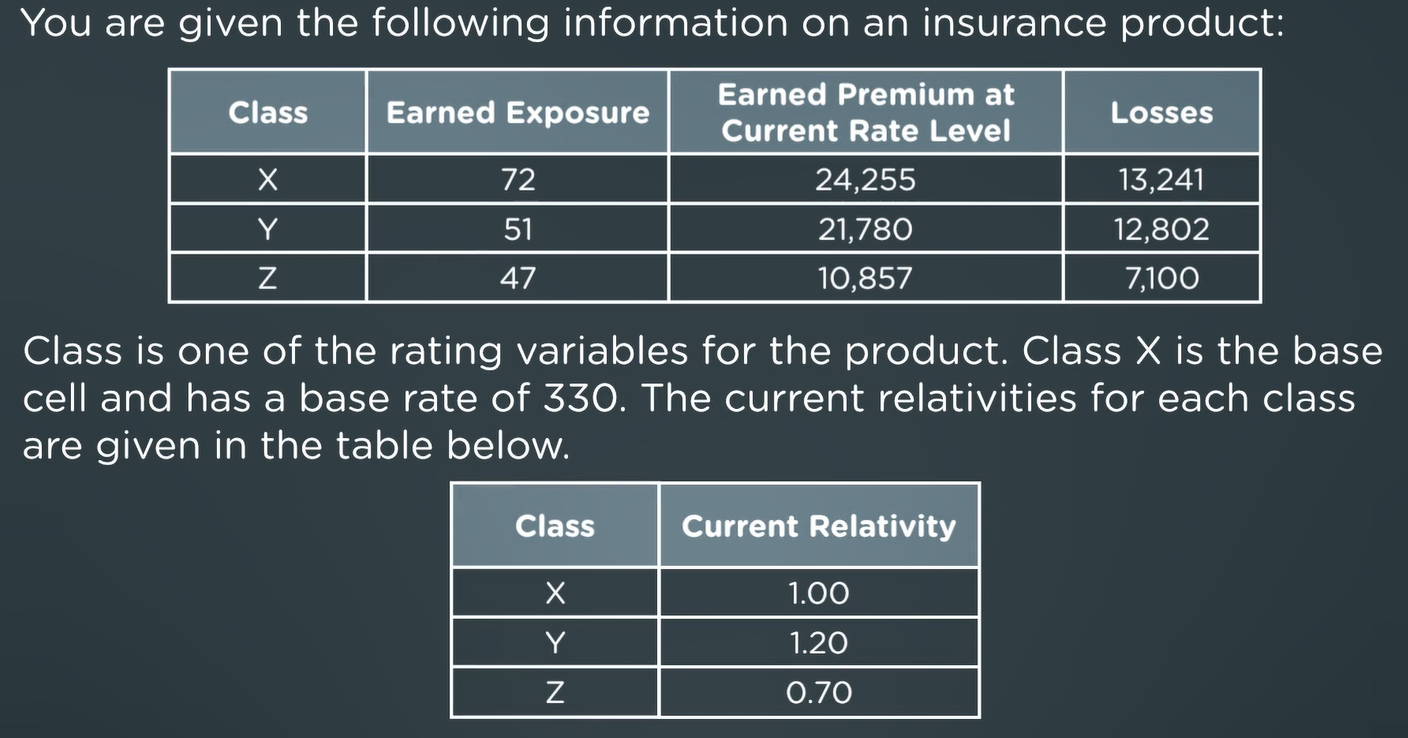 You are given the following information on an insurance product:
Class Earned Exposure Earned Premium at Current Rate Level Losses
X 72 24,255 13,241
Y 51 21,780 12,802
Z 47 10,857 7,100
Class is one of the rating variables for the product. Class X is the base
cell and has a base rate of 330. The current relativities for each class
are given in the table below.
Class Current Relativity
X 1.00
Y 1.20
Z 0.70